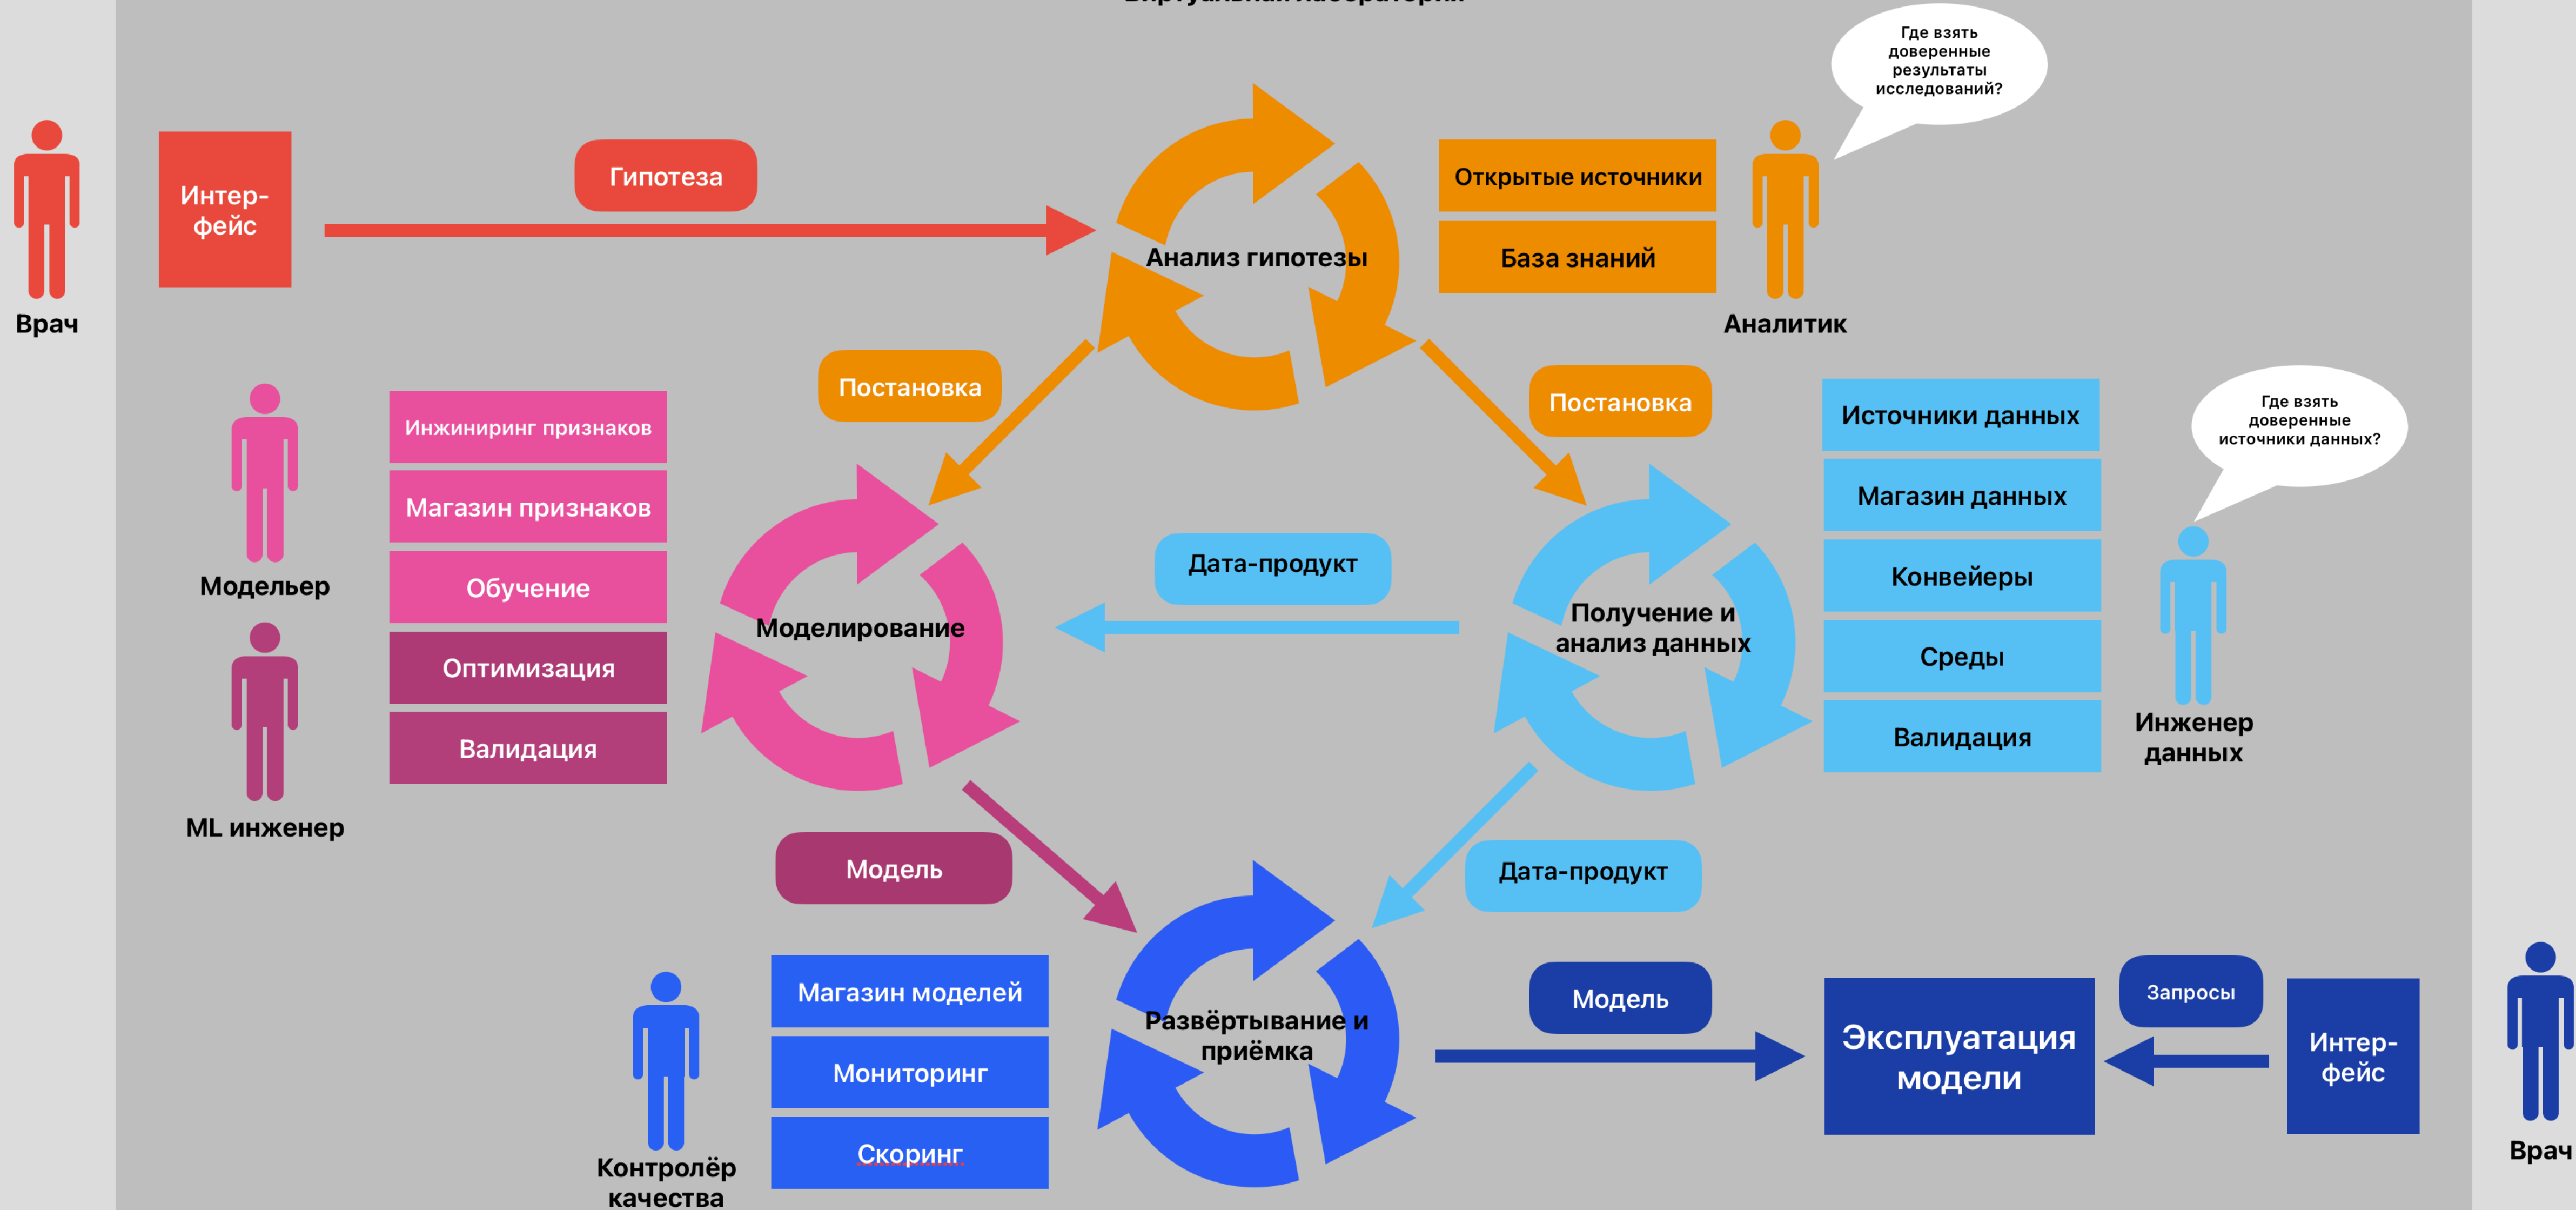 Виртуальная лаборатория
Где взять
доверенные
результаты
исследований?
Интер-
фейс
Гипотеза
Открытые источники
База знаний
Анализ гипотезы
Врач
Аналитик
Постановка
Постановка
Инжиниринг признаков
Магазин признаков
Обучение
Оптимизация
Валидация
Модельер
ML инженер
Моделирование
Дата-продукт
Получение и
анализ данных
Источники данных
Магазин данных
Конвейеры
Среды
Валидация
Где взять
доверенные
источники данных?
Инженер
данных
Модель
Дата-продукт
Магазин моделей
Мониторинг
Скоринг
Контролёр
качества
Развёртывание и
приёмка
Модель
Эксплуатация
модели
Запросы
Интер-
фейс
Врач